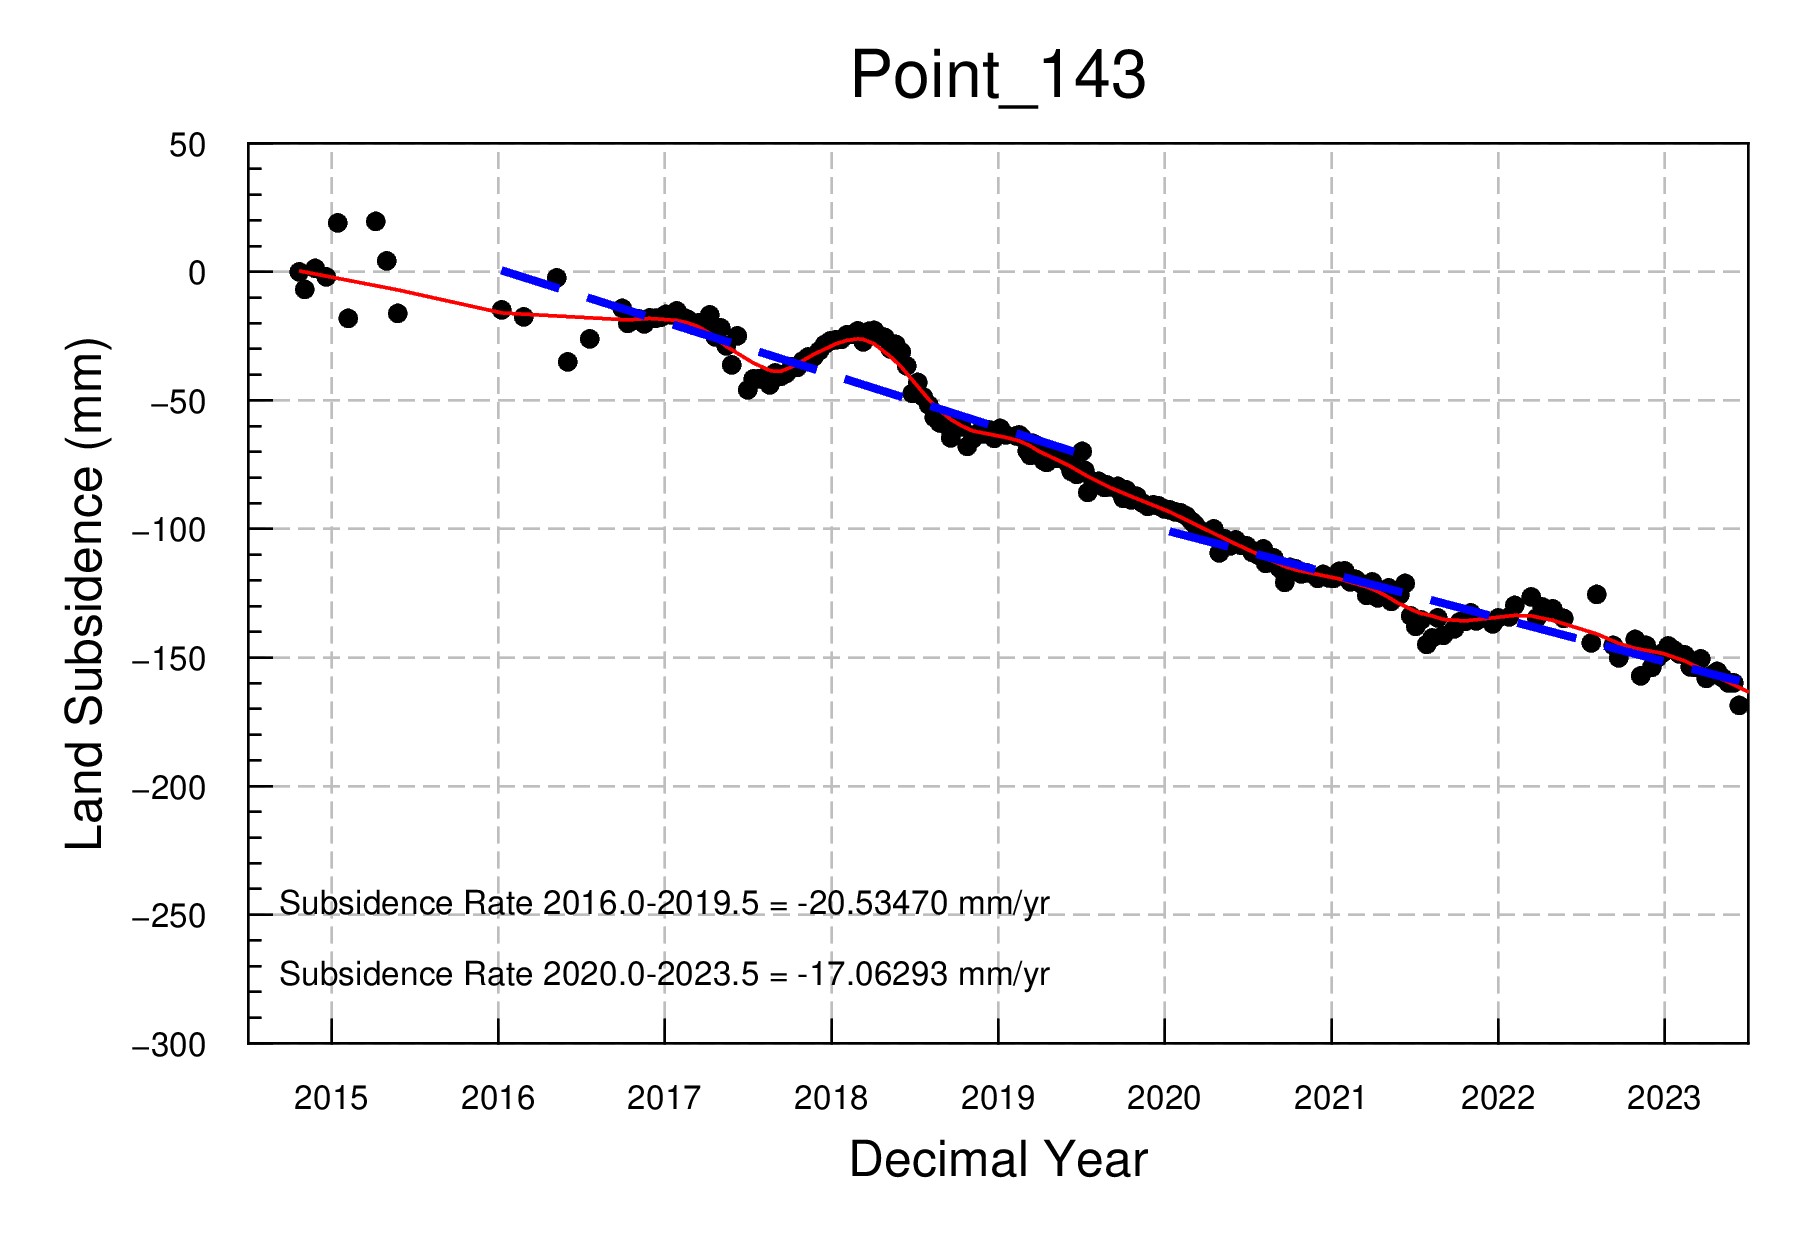 Point_143
50
0
−50
−100
−150
−200
−250
−300
Land Subsidence (mm)
Subsidence Rate 2016.0-2019.5 = -20.53470 mm/yr
Subsidence Rate 2020.0-2023.5 = -17.06293 mm/yr
2015 2016 2017 2018 2019 2020 2021 2022 2023
Decimal Year